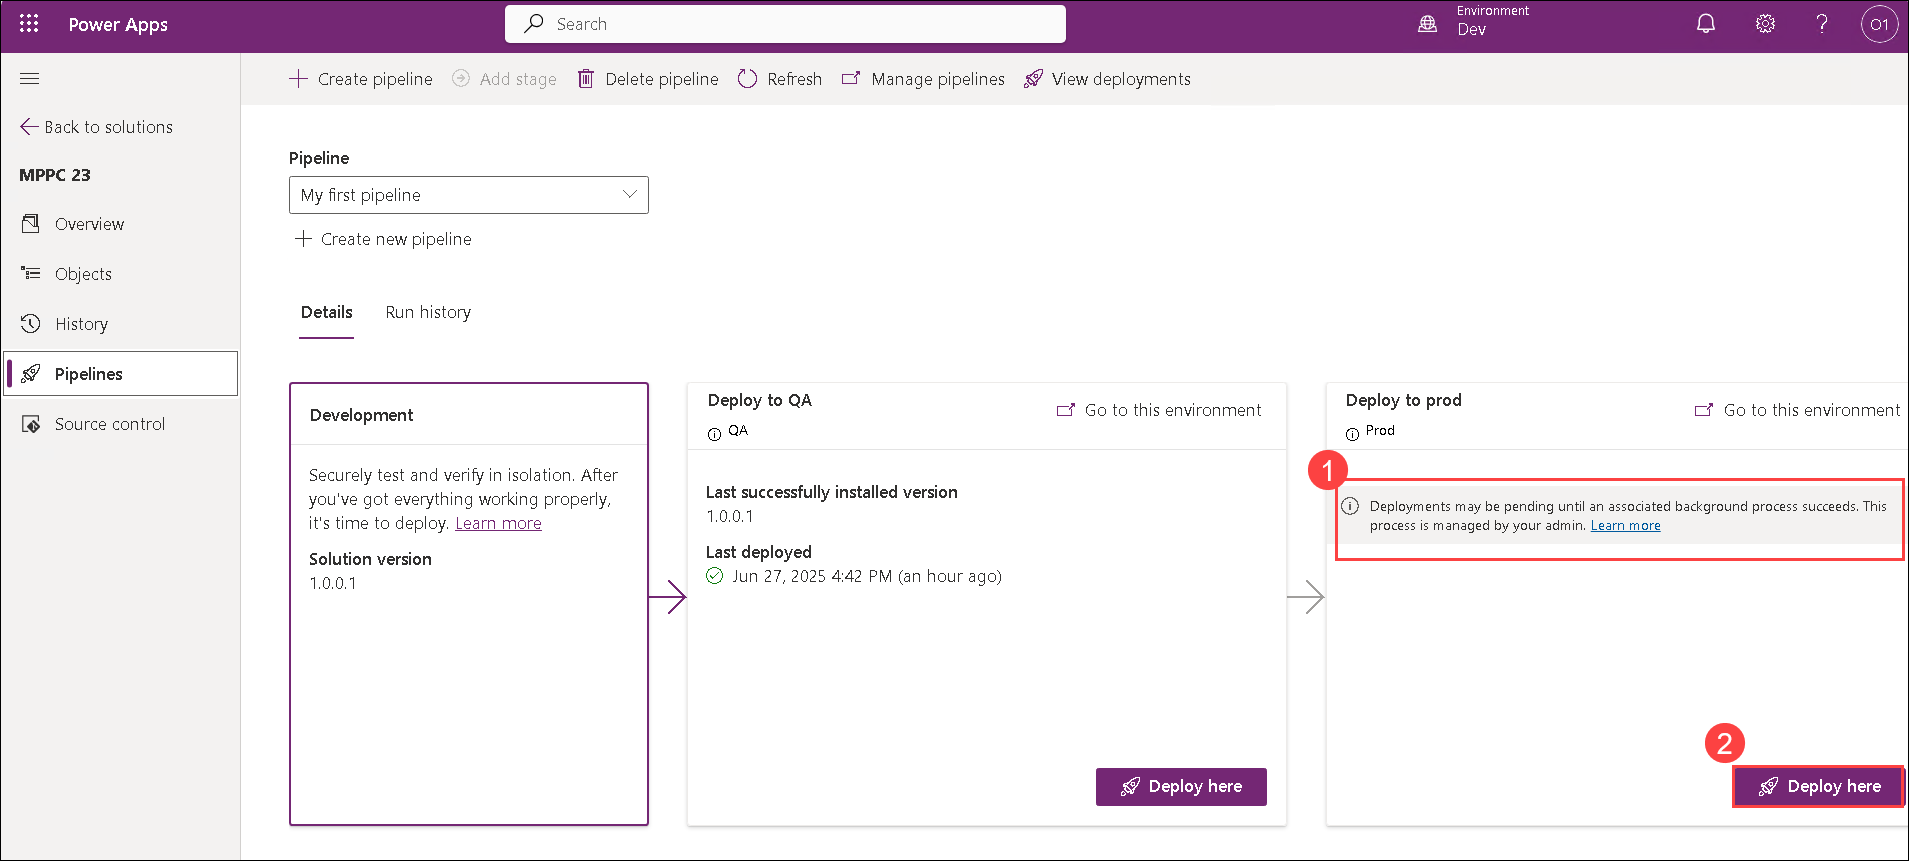 Power Apps
Search
Environment
Dev
?
O1
Create pipeline
Add stage
Delete pipeline
Refresh
Manage pipelines
View deployments
Back to solutions
MPPC 23
Overview
Objects
History
Pipelines
Source control
Pipeline
My first pipeline
Create new pipeline
Details
Run history
Development
Securely test and verify in isolation. After
you've got everything working properly,
it's time to deploy. Learn more
Solution version
1.0.0.1
Deploy to QA
QA
Go to this environment
Last successfully installed version
1.0.0.1
Last deployed
Jun 27, 2025 4:42 PM (an hour ago)
Deploy here
Deploy to prod
Prod
Go to this environment
1
Deployments may be pending until an associated background process succeeds. This
process is managed by your admin. Learn more
2
Deploy here